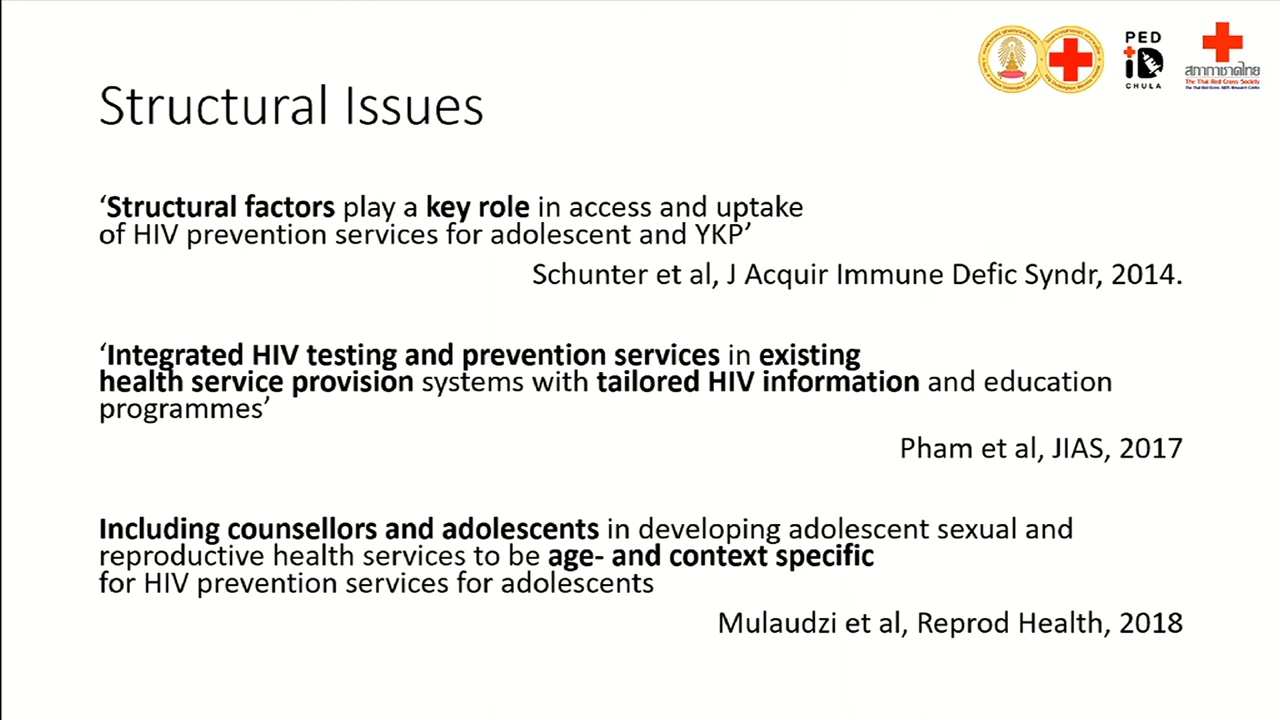 PED
iD
CHULA
สภากาชาดไทย
The Thai Red Cross Society
Structural Issues
‘Structural factors play a key role in access and uptake
of HIV prevention services for adolescent and YKP’
Schunter et al, J Acquir Immune Defic Syndr, 2014.
‘Integrated HIV testing and prevention services in existing
health service provision systems with tailored HIV information and education
programmes’
Pham et al, JIAS, 2017
Including counsellors and adolescents in developing adolescent sexual and
reproductive health services to be age- and context specific
for HIV prevention services for adolescents
Mulaudzi et al, Reprod Health, 2018